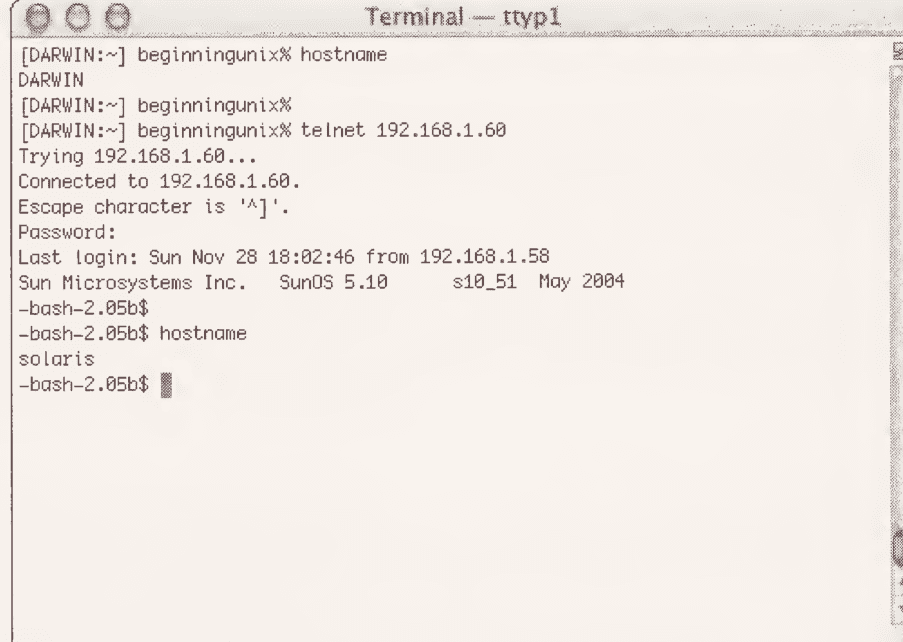 Terminal — ttyp1
[DARWIN:~] beginningunix% hostname
DARWIN
[DARWIN:~] beginningunix%
[DARWIN:~] beginningunix% telnet 192.168.1.60
Trying 192.168.1.60...
Connected to 192.168.1.60.
Escape character is '^]'.
Password:
Last login: Sun Nov 28 18:02:46 from 192.168.1.58
Sun Microsystems Inc.   SunOS 5.10      s10_51  May 2004
-bash-2.05b$
-bash-2.05b$ hostname
solaris
-bash-2.05b$